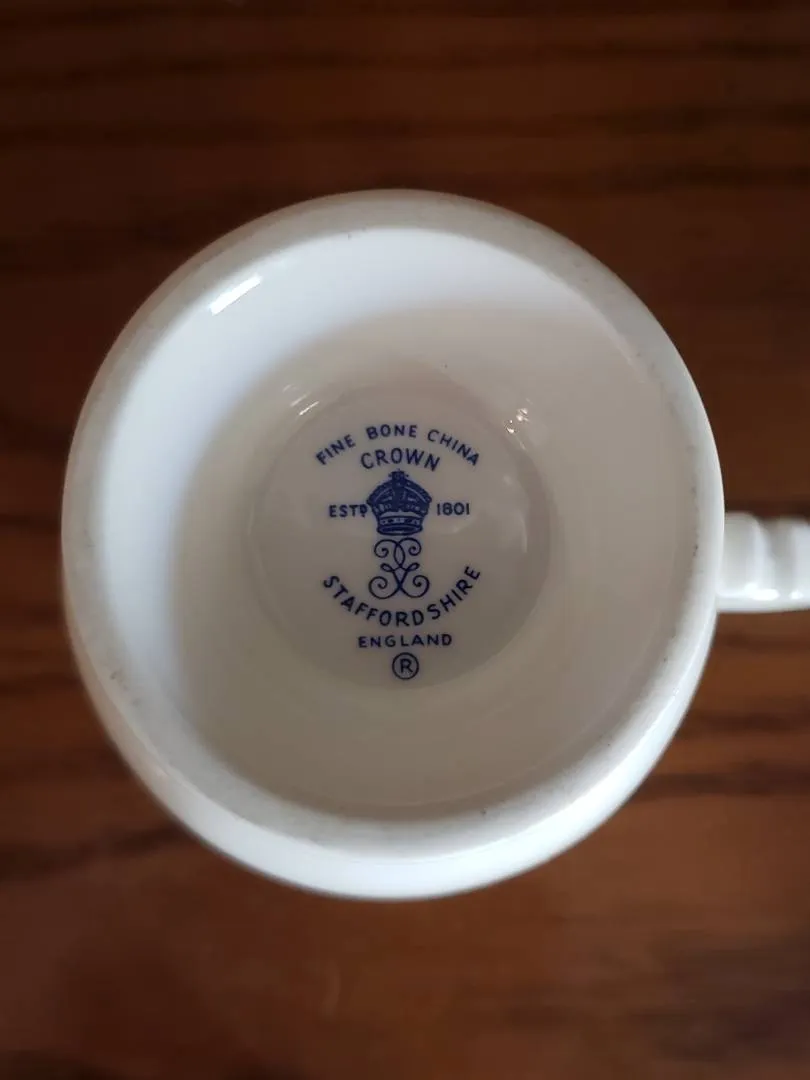 FINE BONE CHINA
CROWN
ESTD 1801
STAFFORDSHIRE
ENGLAND
®